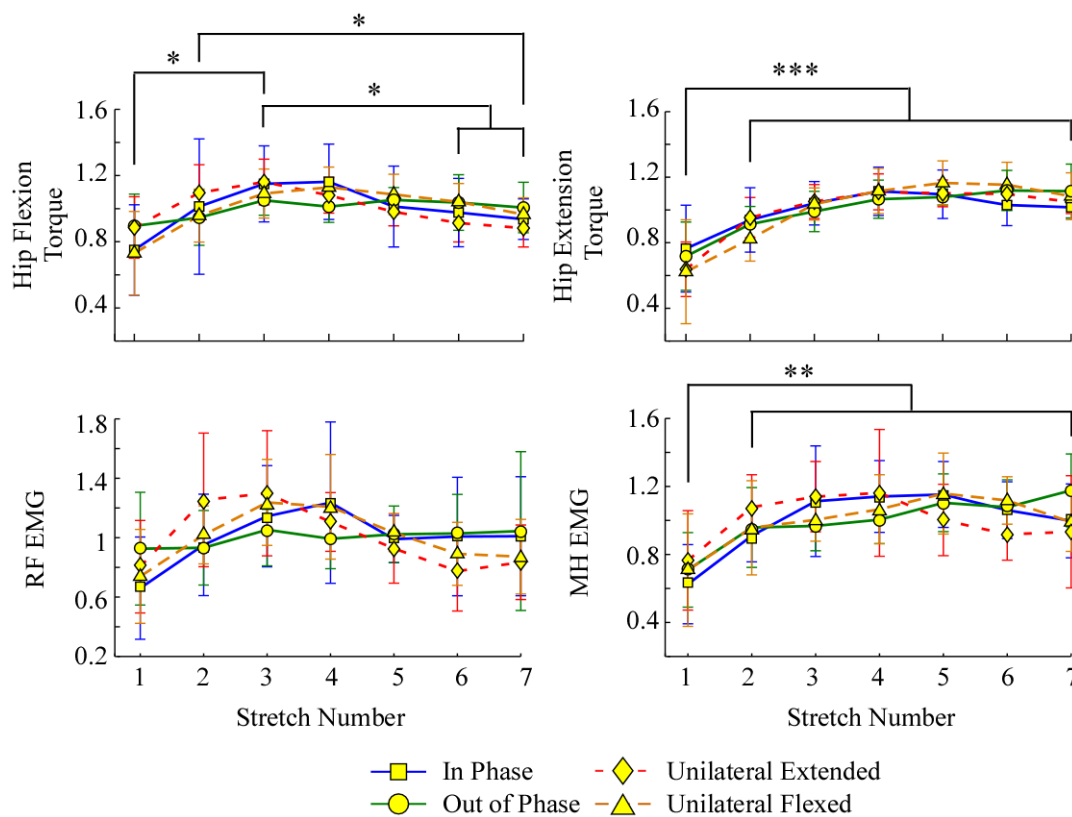 *
*
*
***
1.6
1.2
0.8
0.4
Hip Flexion
Torque
1.6
1.2
0.8
0.4
Hip Extension
Torque
**
1.8
1.4
1
0.6
0.2
RF EMG
1 2 3 4 5 6 7
Stretch Number
1.6
1.2
0.8
0.4
MH EMG
1 2 3 4 5 6 7
Stretch Number
In Phase
Unilateral Extended
Out of Phase
Unilateral Flexed